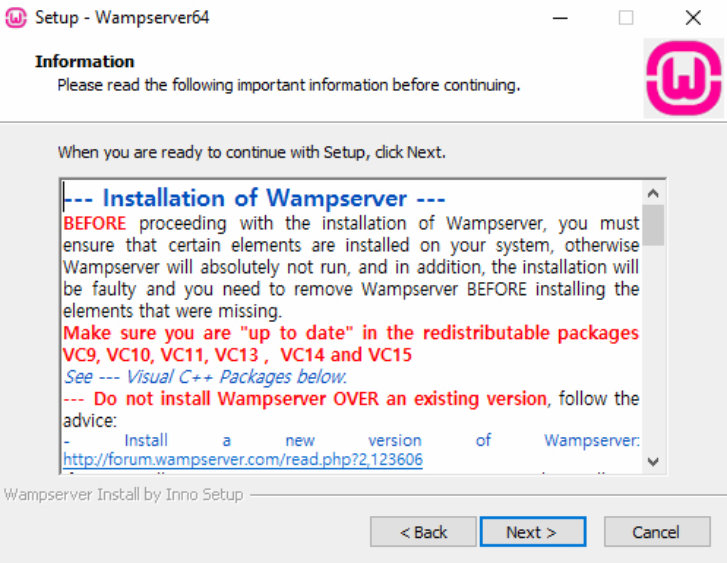 Setup - Wampserver64
Information
Please read the following important information before continuing.
When you are ready to continue with Setup, click Next.
--- Installation of Wampserver ---
BEFORE proceeding with the installation of Wampserver, you must
ensure that certain elements are installed on your system, otherwise
Wampserver will absolutely not run, and in addition, the installation will
be faulty and you need to remove Wampserver BEFORE installing the
elements that were missing.
Make sure you are "up to date" in the redistributable packages
VC9, VC10, VC11, VC13 , VC14 and VC15
See --- Visual C++ Packages below.
--- Do not install Wampserver OVER an existing version, follow the
advice:
- Install a new version of Wampserver:
http://forum.wampserver.com/read.php?2,123606
Wampserver Install by Inno Setup
< Back Next > Cancel